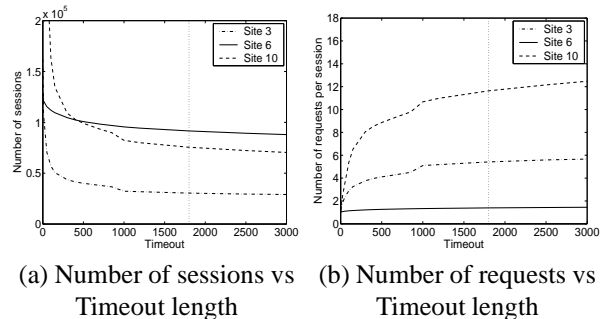 x 10^5
2
1.5
1
0.5
0
Number of sessions
0 500 1000 1500 2000 2500 3000
Timeout
Site 3
Site 6
Site 10
18
16
14
12
10
8
6
4
2
0
Number of requests per session
0 500 1000 1500 2000 2500 3000
Timeout
Site 3
Site 6
Site 10
(a) Number of sessions vs
Timeout length
(b) Number of requests vs
Timeout length